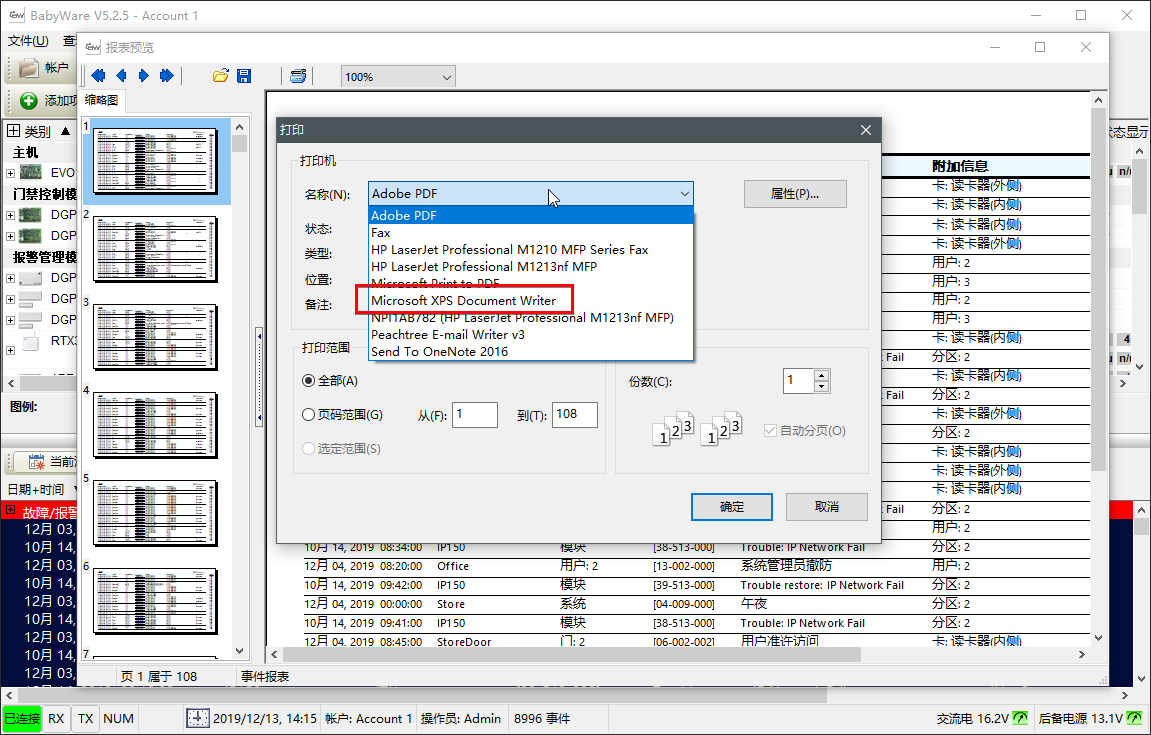 BabyWare V5.2.5 - Account 1
文件(U)
报表预览
帐户
100%
添加项
缩略图
类别
状态显示
主机
EVO
门禁控制模
DGP
DGP
报警管理模
DGP
DGP
DGP
RTX
图例:
当前
日期+时间
故障/报警
12月 03,
10月 14,
12月 03,
10月 14,
12月 03,
10月 14,
12月 03,
10月 14,
12月 03,
1
2
3
4
5
6
7
打印
打印机
名称(N):
Adobe PDF
属性(P)...
状态:
类型:
位置:
备注:
Adobe PDF
Fax
HP LaserJet Professional M1210 MFP Series Fax
HP LaserJet Professional M1213nf MFP
Microsoft Print to PDF
Microsoft XPS Document Writer
NPI1AB782 (HP LaserJet Professional M1213nf MFP)
Peachtree E-mail Writer v3
Send To OneNote 2016
打印范围
全部(A)
页码范围(G)
从(F):
1
到(T):
108
选定范围(S)
份数(C):
1
1 2 3
1 2 3
自动分页(O)
确定
取消
附加信息
卡: 读卡器(外侧)
卡: 读卡器(内侧)
卡: 读卡器(内侧)
卡: 读卡器(外侧)
用户: 2
用户: 3
用户: 2
用户: 3
卡: 读卡器(内侧)
Fail 分区: 2
卡: 读卡器(内侧)
Fail 分区: 2
卡: 读卡器(外侧)
分区: 2
卡: 读卡器(内侧)
卡: 读卡器(外侧)
卡: 读卡器(内侧)
Fail 分区: 2
用户: 2
10月 14, 2019 08:34:00 IP150 模块 [38-513-000] Trouble: IP Network Fail 分区: 2
12月 04, 2019 08:20:00 Office 用户: 2 [13-002-000] 系统管理员撤防 用户: 2
10月 14, 2019 09:42:00 IP150 模块 [39-513-000] Trouble restore: IP Network Fail 分区: 2
12月 04, 2019 00:00:00 Store 系统 [04-009-000] 午夜 分区: 2
10月 14, 2019 09:41:00 IP150 模块 [38-513-000] Trouble: IP Network Fail 分区: 2
12月 04, 2019 08:45:00 StoreDoor 门: 2 [06-002-002] 用户准许访问 卡: 读卡器(内侧)
页 1 属于 108
事件报表
已连接 RX TX NUM
2019/12/13, 14:15
帐户: Account 1
操作员: Admin
8996 事件
交流电 16.2V
后备电源 13.1V